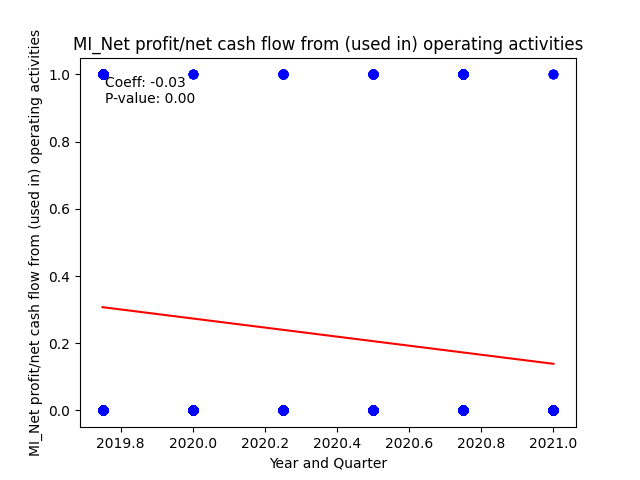 MI_Net profit/net cash flow from (used in) operating activities
MI_Net profit/net cash flow from (used in) operating activities
1.0
0.8
0.6
0.4
0.2
0.0
Coeff: -0.03
P-value: 0.00
2019.8 2020.0 2020.2 2020.4 2020.6 2020.8 2021.0
Year and Quarter